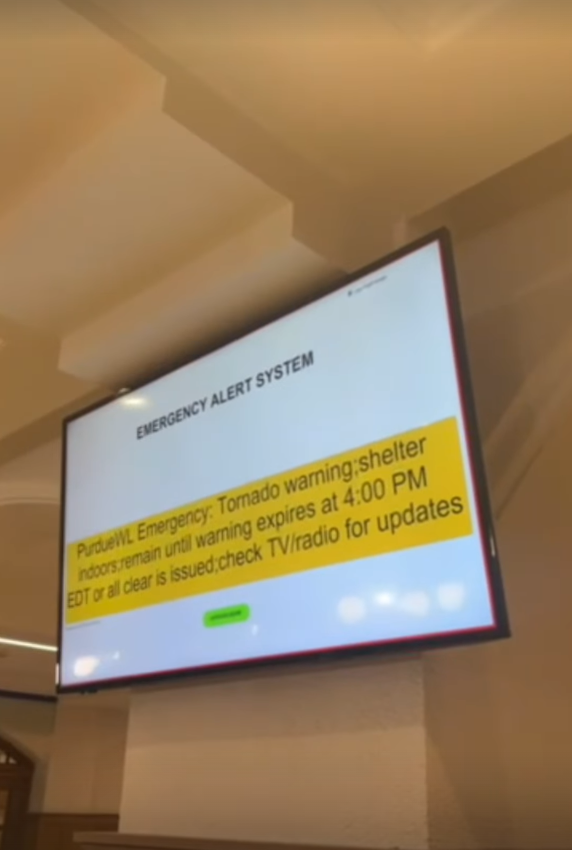 EMERGENCY ALERT SYSTEM
PurdueWL Emergency: Tornado warning;shelter
indoors;remain until warning expires at 4:00 PM
EDT or all clear is issued;check TV/radio for updates